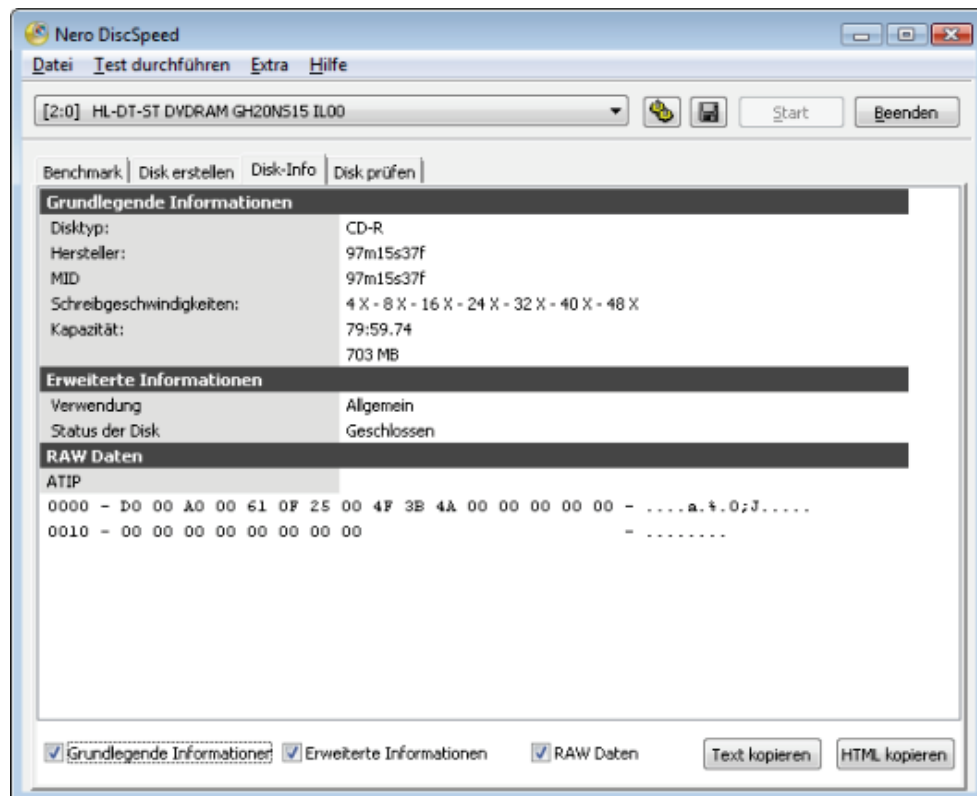 Nero DiscSpeed
Datei Test durchführen Extra Hilfe
[2:0] HL-DT-ST DVDRAM GH20NS15 IL00 Start Beenden
Benchmark Disk erstellen Disk-Info Disk prüfen
Grundlegende Informationen
Disktyp: CD-R
Hersteller: 97m15s37f
MID 97m15s37f
Schreibgeschwindigkeiten: 4 X - 8 X - 16 X - 24 X - 32 X - 40 X - 48 X
Kapazität: 79:59.74
703 MB
Erweiterte Informationen
Verwendung Allgemein
Status der Disk Geschlossen
RAW Daten
ATIP
0000 - D0 00 A0 00 61 0F 25 00 4F 3B 4A 00 00 00 00 00 - ....a.%.O;J.....
0010 - 00 00 00 00 00 00 00 00 - ........
Grundlegende Informationen Erweiterte Informationen RAW Daten Text kopieren HTML kopieren